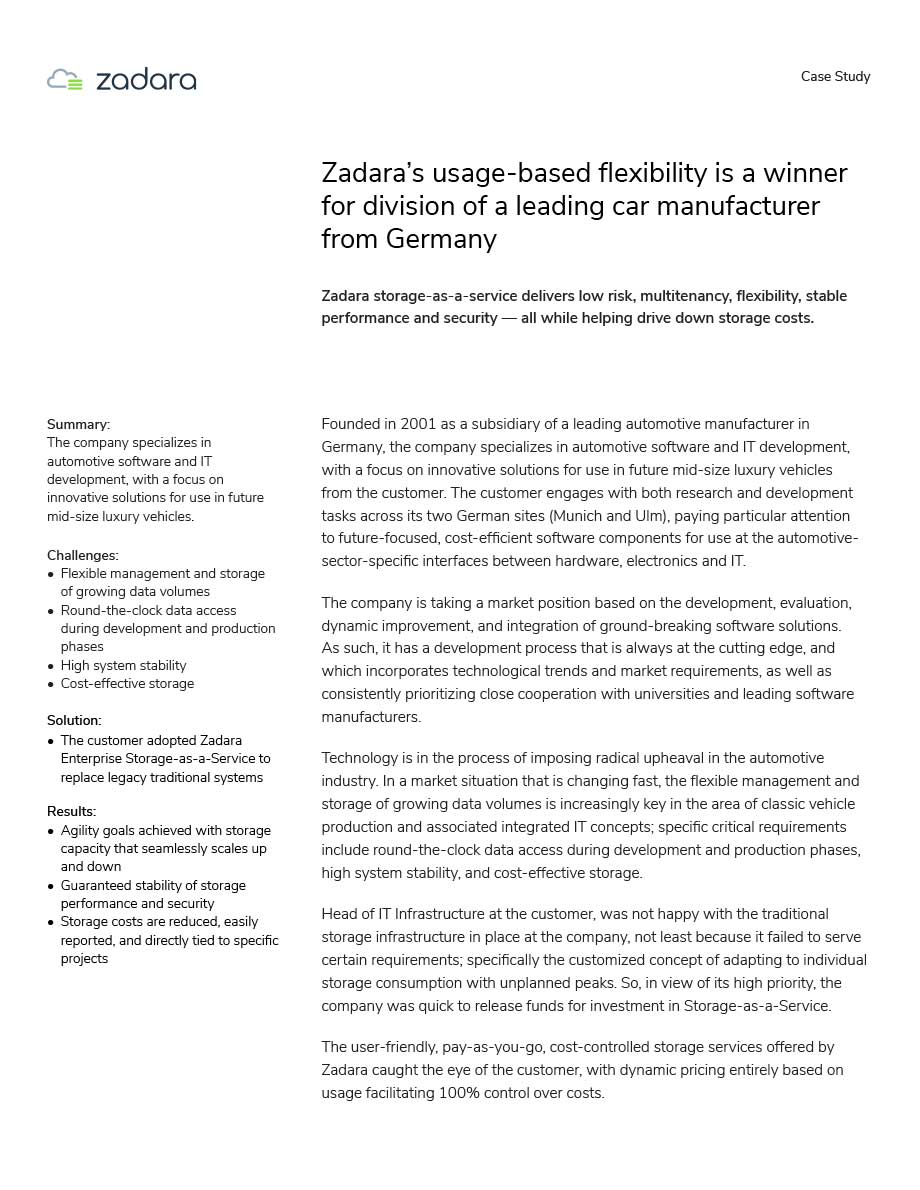 zadara
Case Study
Zadara’s usage-based flexibility is a winner
for division of a leading car manufacturer
from Germany
Zadara storage-as-a-service delivers low risk, multitenancy, flexibility, stable
performance and security — all while helping drive down storage costs.
Summary:
The company specializes in
automotive software and IT
development, with a focus on
innovative solutions for use in future
mid-size luxury vehicles.
Challenges:
• Flexible management and storage
of growing data volumes
• Round-the-clock data access
during development and production
phases
• High system stability
• Cost-effective storage
Solution:
• The customer adopted Zadara
Enterprise Storage-as-a-Service to
replace legacy traditional systems
Results:
• Agility goals achieved with storage
capacity that seamlessly scales up
and down
• Guaranteed stability of storage
performance and security
• Storage costs are reduced, easily
reported, and directly tied to specific
projects
Founded in 2001 as a subsidiary of a leading automotive manufacturer in
Germany, the company specializes in automotive software and IT development,
with a focus on innovative solutions for use in future mid-size luxury vehicles
from the customer. The customer engages with both research and development
tasks across its two German sites (Munich and Ulm), paying particular attention
to future-focused, cost-efficient software components for use at the automotive-
sector-specific interfaces between hardware, electronics and IT.
The company is taking a market position based on the development, evaluation,
dynamic improvement, and integration of ground-breaking software solutions.
As such, it has a development process that is always at the cutting edge, and
which incorporates technological trends and market requirements, as well as
consistently prioritizing close cooperation with universities and leading software
manufacturers.
Technology is in the process of imposing radical upheaval in the automotive
industry. In a market situation that is changing fast, the flexible management and
storage of growing data volumes is increasingly key in the area of classic vehicle
production and associated integrated IT concepts; specific critical requirements
include round-the-clock data access during development and production phases,
high system stability, and cost-effective storage.
Head of IT Infrastructure at the customer, was not happy with the traditional
storage infrastructure in place at the company, not least because it failed to serve
certain requirements; specifically the customized concept of adapting to individual
storage consumption with unplanned peaks. So, in view of its high priority, the
company was quick to release funds for investment in Storage-as-a-Service.
The user-friendly, pay-as-you-go, cost-controlled storage services offered by
Zadara caught the eye of the customer, with dynamic pricing entirely based on
usage facilitating 100% control over costs.